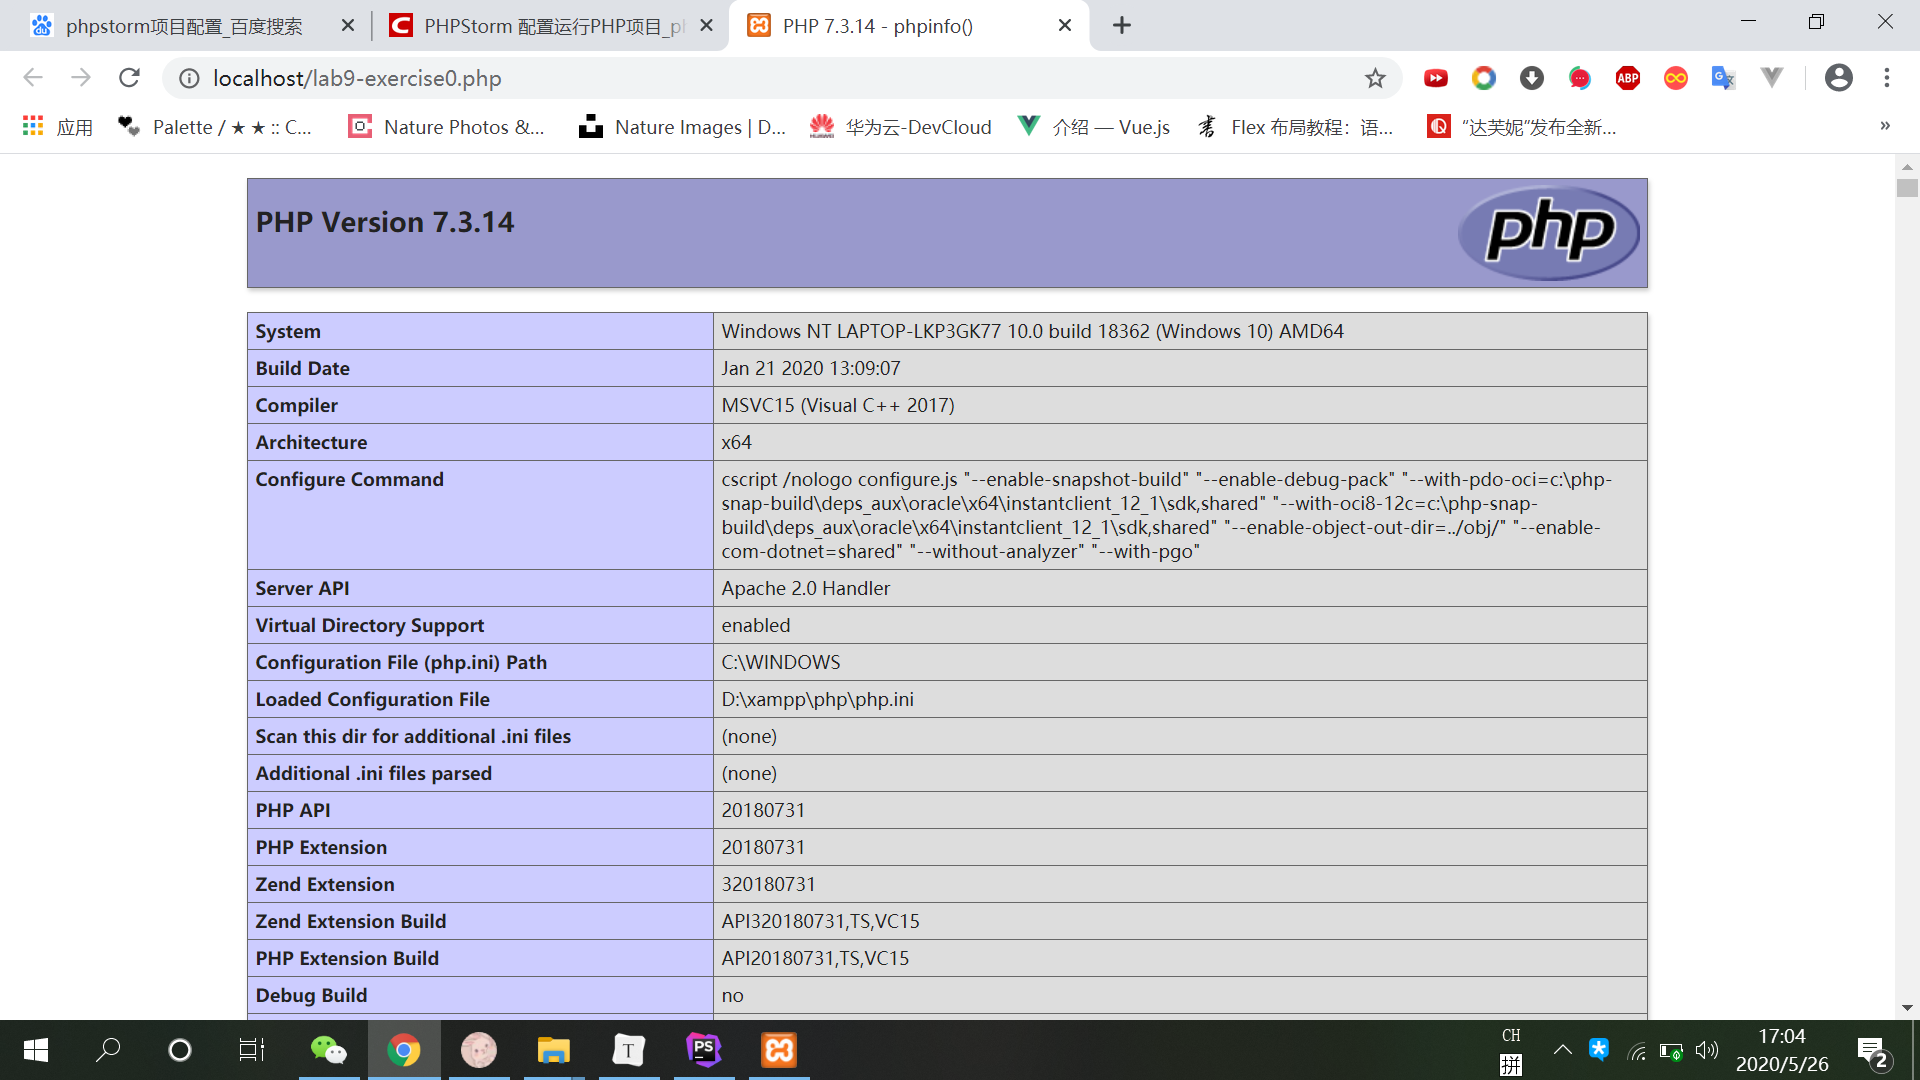 phpstorm项目配置_百度搜索
PHPStorm 配置运行PHP项目_ph
PHP 7.3.14 - phpinfo()
localhost/lab9-exercise0.php
ABP
应用
Palette / ★ ★ :: C...
Nature Photos &...
Nature Images | D...
华为云-DevCloud
介绍 — Vue.js
Flex 布局教程：语...
“达芙妮”发布全新...
»
PHP Version 7.3.14
php
System
Windows NT LAPTOP-LKP3GK77 10.0 build 18362 (Windows 10) AMD64
Build Date
Jan 21 2020 13:09:07
Compiler
MSVC15 (Visual C++ 2017)
Architecture
x64
Configure Command
cscript /nologo configure.js "--enable-snapshot-build" "--enable-debug-pack" "--with-pdo-oci=c:\php-
snap-build\deps_aux\oracle\x64\instantclient_12_1\sdk,shared" "--with-oci8-12c=c:\php-snap-
build\deps_aux\oracle\x64\instantclient_12_1\sdk,shared" "--enable-object-out-dir=../obj/" "--enable-
com-dotnet=shared" "--without-analyzer" "--with-pgo"
Server API
Apache 2.0 Handler
Virtual Directory Support
enabled
Configuration File (php.ini) Path
C:\WINDOWS
Loaded Configuration File
D:\xampp\php\php.ini
Scan this dir for additional .ini files
(none)
Additional .ini files parsed
(none)
PHP API
20180731
PHP Extension
20180731
Zend Extension
320180731
Zend Extension Build
API320180731,TS,VC15
PHP Extension Build
API20180731,TS,VC15
Debug Build
no
T
PS
CH
拼
17:04
2020/5/26
2